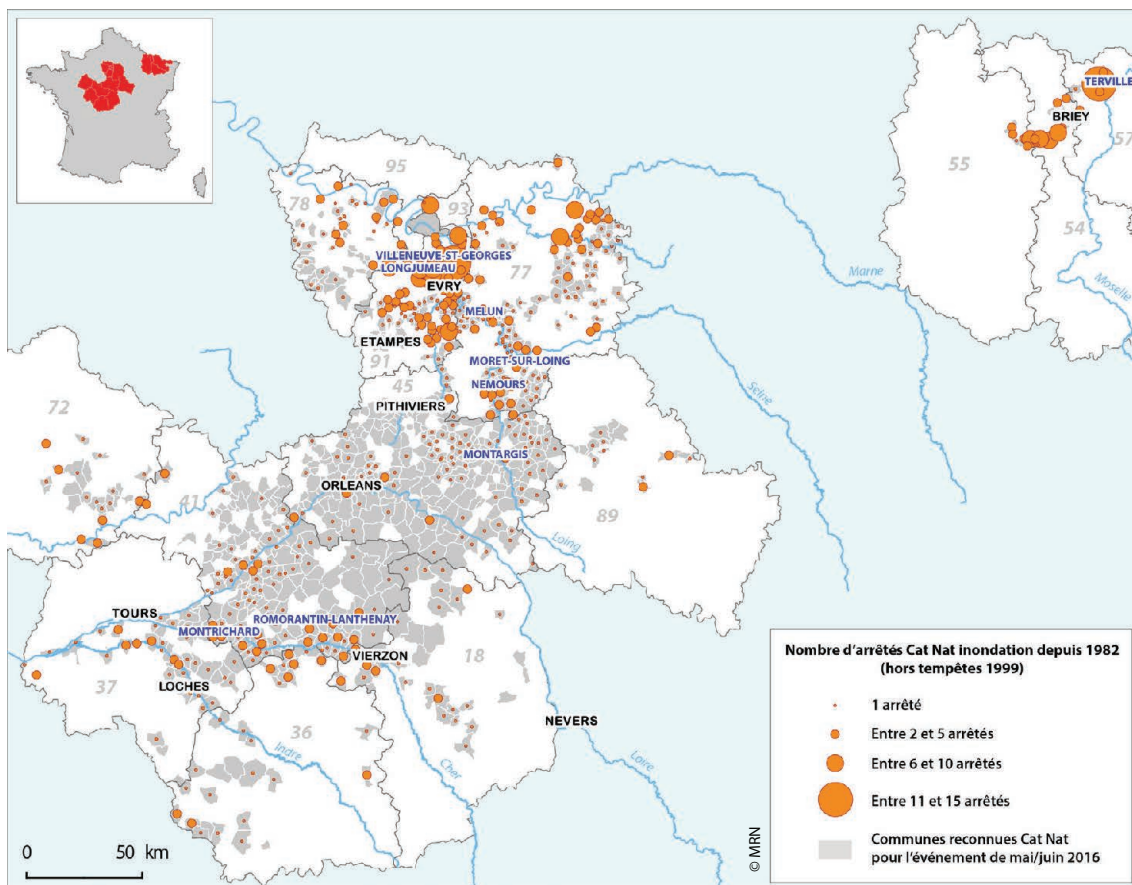 95
78
93
VILLENEUVE-ST-GEORGES
LONGJUMEAU
77
EVRY
MELUN
ETAMPES
91
MORET-SUR-LOING
45
NEMOURS
PITHIVIERS
MONTARGIS
72
ORLEANS
41
89
Loing
TOURS
ROMORANTIN-LANTHENAY
MONTRICHARD
VIERZON
18
37
LOCHES
NEVERS
36
Indre
Cher
Loire
Marne
Seine
TERVILLE
BRIEY
57
55
54
Moselle
0 50 km
© MRN
Nombre d'arrêtés Cat Nat inondation depuis 1982
(hors tempêtes 1999)
1 arrêté
Entre 2 et 5 arrêtés
Entre 6 et 10 arrêtés
Entre 11 et 15 arrêtés
Communes reconnues Cat Nat
pour l'événement de mai/juin 2016